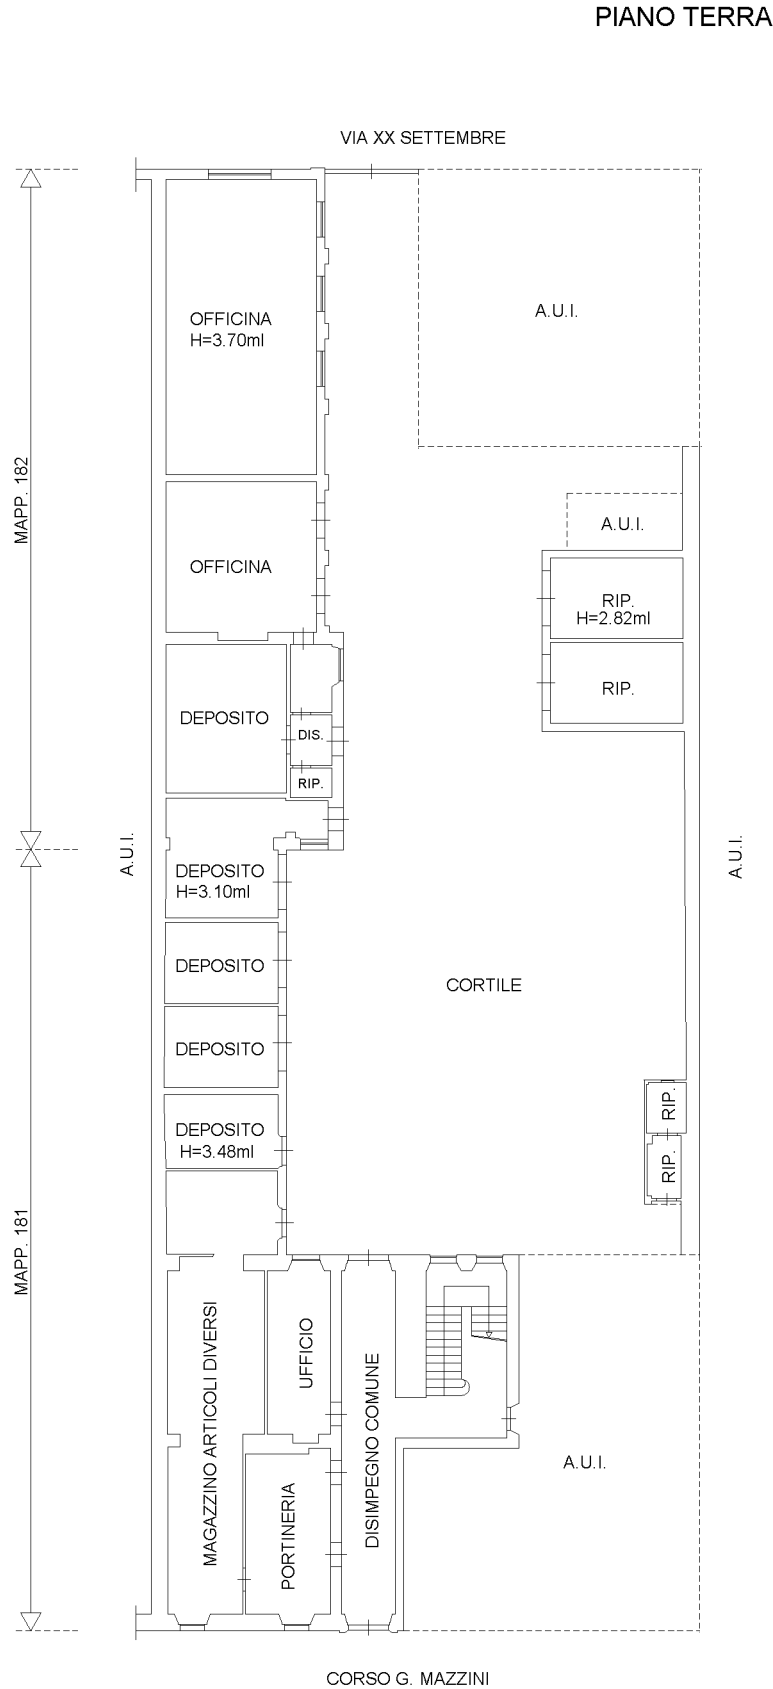 PIANO TERRA
VIA XX SETTEMBRE
OFFICINA
H=3.70ml
A.U.I.
MAPP. 182
A.U.I.
OFFICINA
RIP.
H=2.82ml
RIP.
DEPOSITO
DIS.
RIP.
A.U.I.
DEPOSITO
H=3.10ml
A.U.I.
DEPOSITO
CORTILE
DEPOSITO
RIP.
DEPOSITO
H=3.48ml
RIP.
MAPP. 181
MAGAZZINO ARTICOLI DIVERSI
UFFICIO
DISIMPEGNO COMUNE
A.U.I.
PORTINERIA
CORSO G. MAZZINI